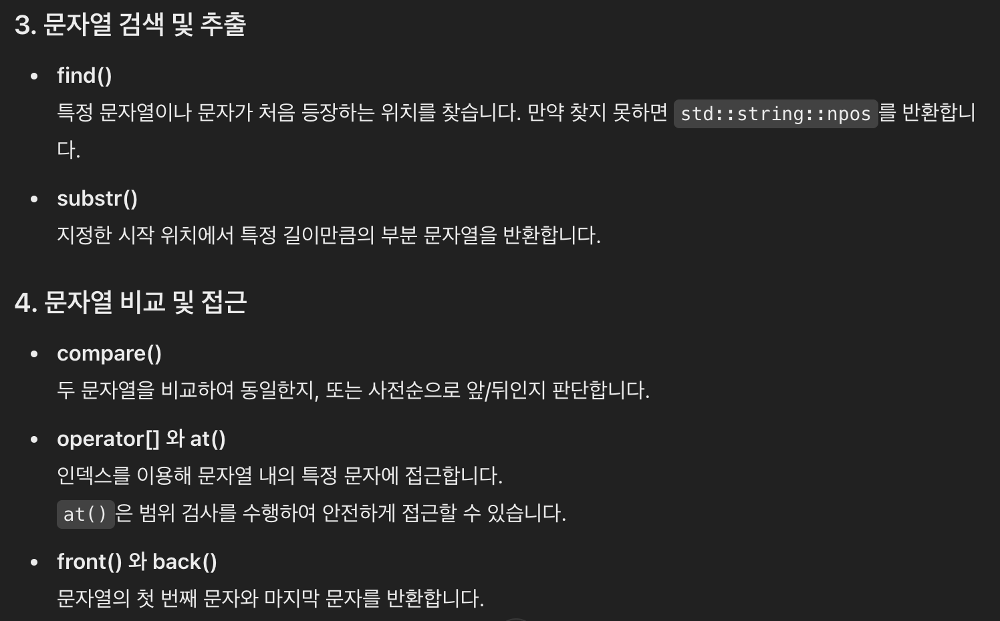 3. 문자열 검색 및 추출
• find()
특정 문자열이나 문자가 처음 등장하는 위치를 찾습니다. 만약 찾지 못하면 std::string::npos를 반환합니
다.
• substr()
지정한 시작 위치에서 특정 길이만큼의 부분 문자열을 반환합니다.
4. 문자열 비교 및 접근
• compare()
두 문자열을 비교하여 동일한지, 또는 사전순으로 앞/뒤인지 판단합니다.
• operator[] 와 at()
인덱스를 이용해 문자열 내의 특정 문자에 접근합니다.
at()은 범위 검사를 수행하여 안전하게 접근할 수 있습니다.
• front() 와 back()
문자열의 첫 번째 문자와 마지막 문자를 반환합니다.